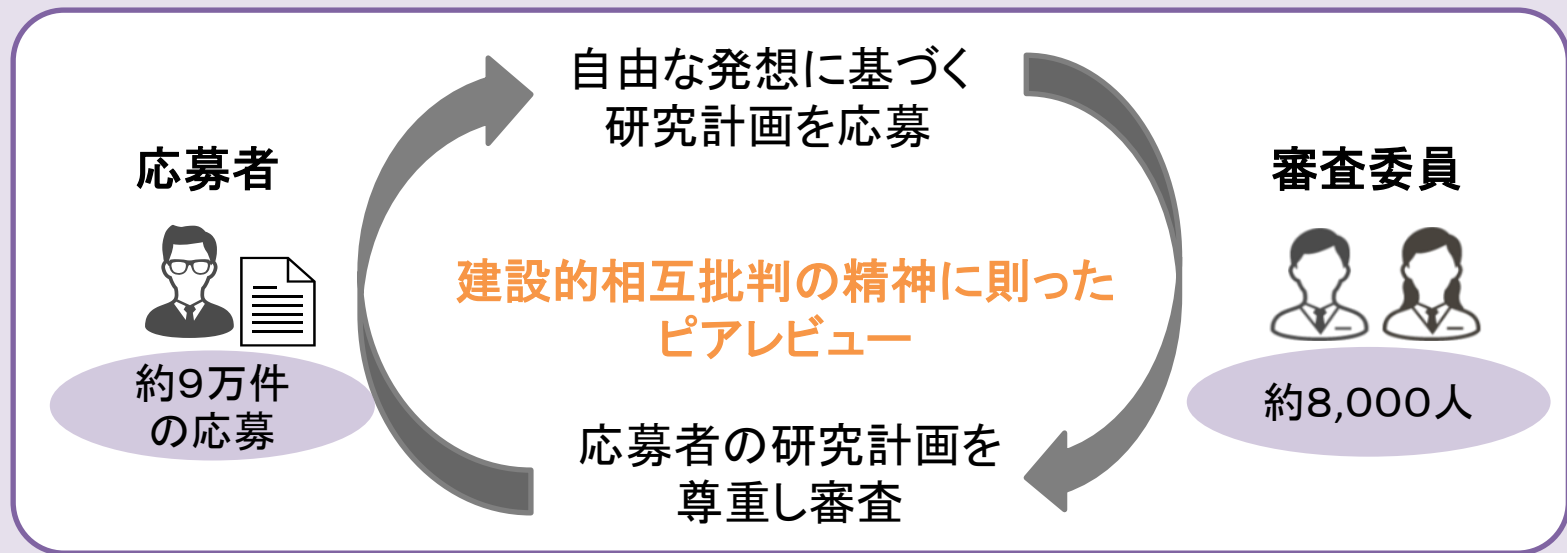 自由な発想に基づく
研究計画を応募
応募者
審査委員
建設的相互批判の精神に則った
ピアレビュー
約9万件
の応募
約8,000人
応募者の研究計画を
尊重し審査